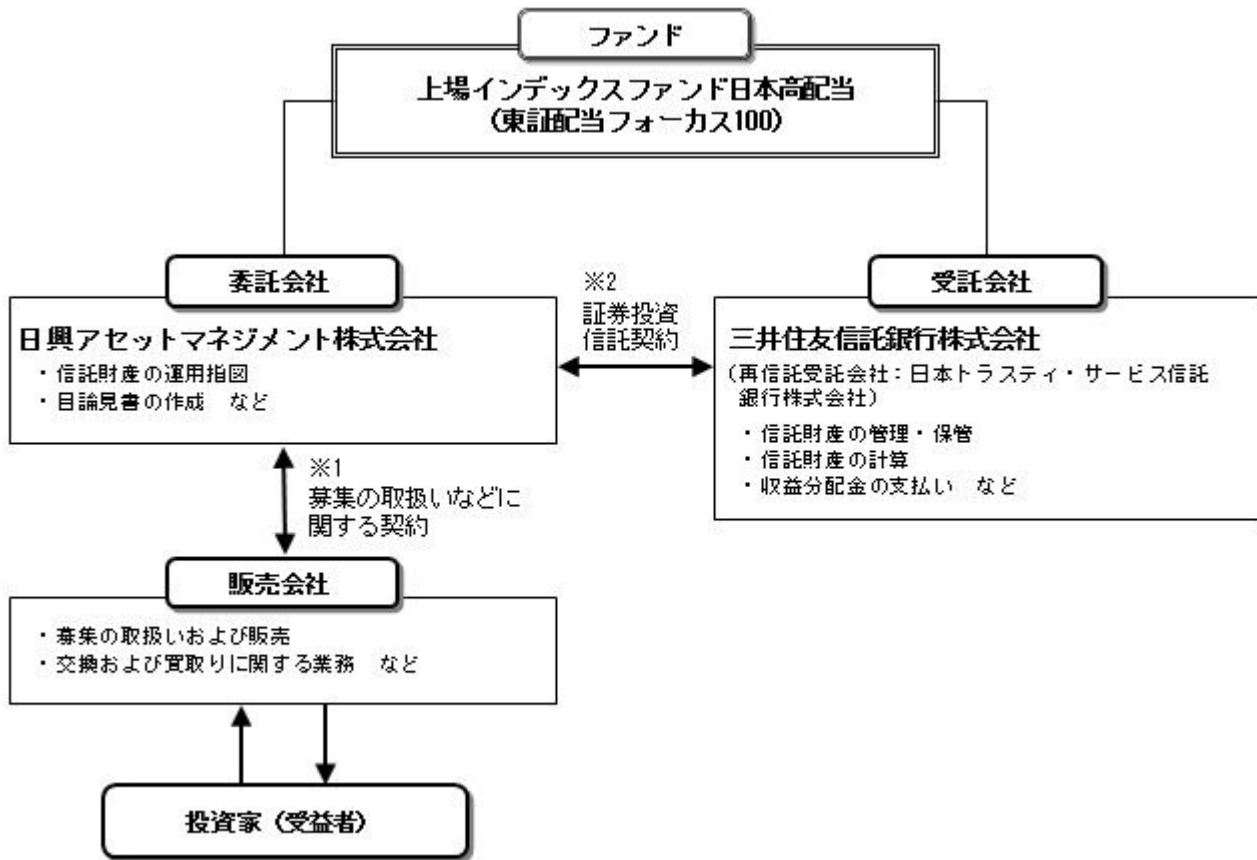 ファンド
上場インデックスファンド日本高配当
(東証配当フォーカス100)
委託会社
日興アセットマネジメント株式会社
・信託財産の運用指図
・目論見書の作成　など
※2
証券投資
信託契約
受託会社
三井住友信託銀行株式会社
(再信託受託会社：日本トラスティ・サービス信託
銀行株式会社)
・信託財産の管理・保管
・信託財産の計算
・収益分配金の支払い　など
※1
募集の取扱いなどに
関する契約
販売会社
・募集の取扱いおよび販売
・交換および買取りに関する業務　など
投資家（受益者）